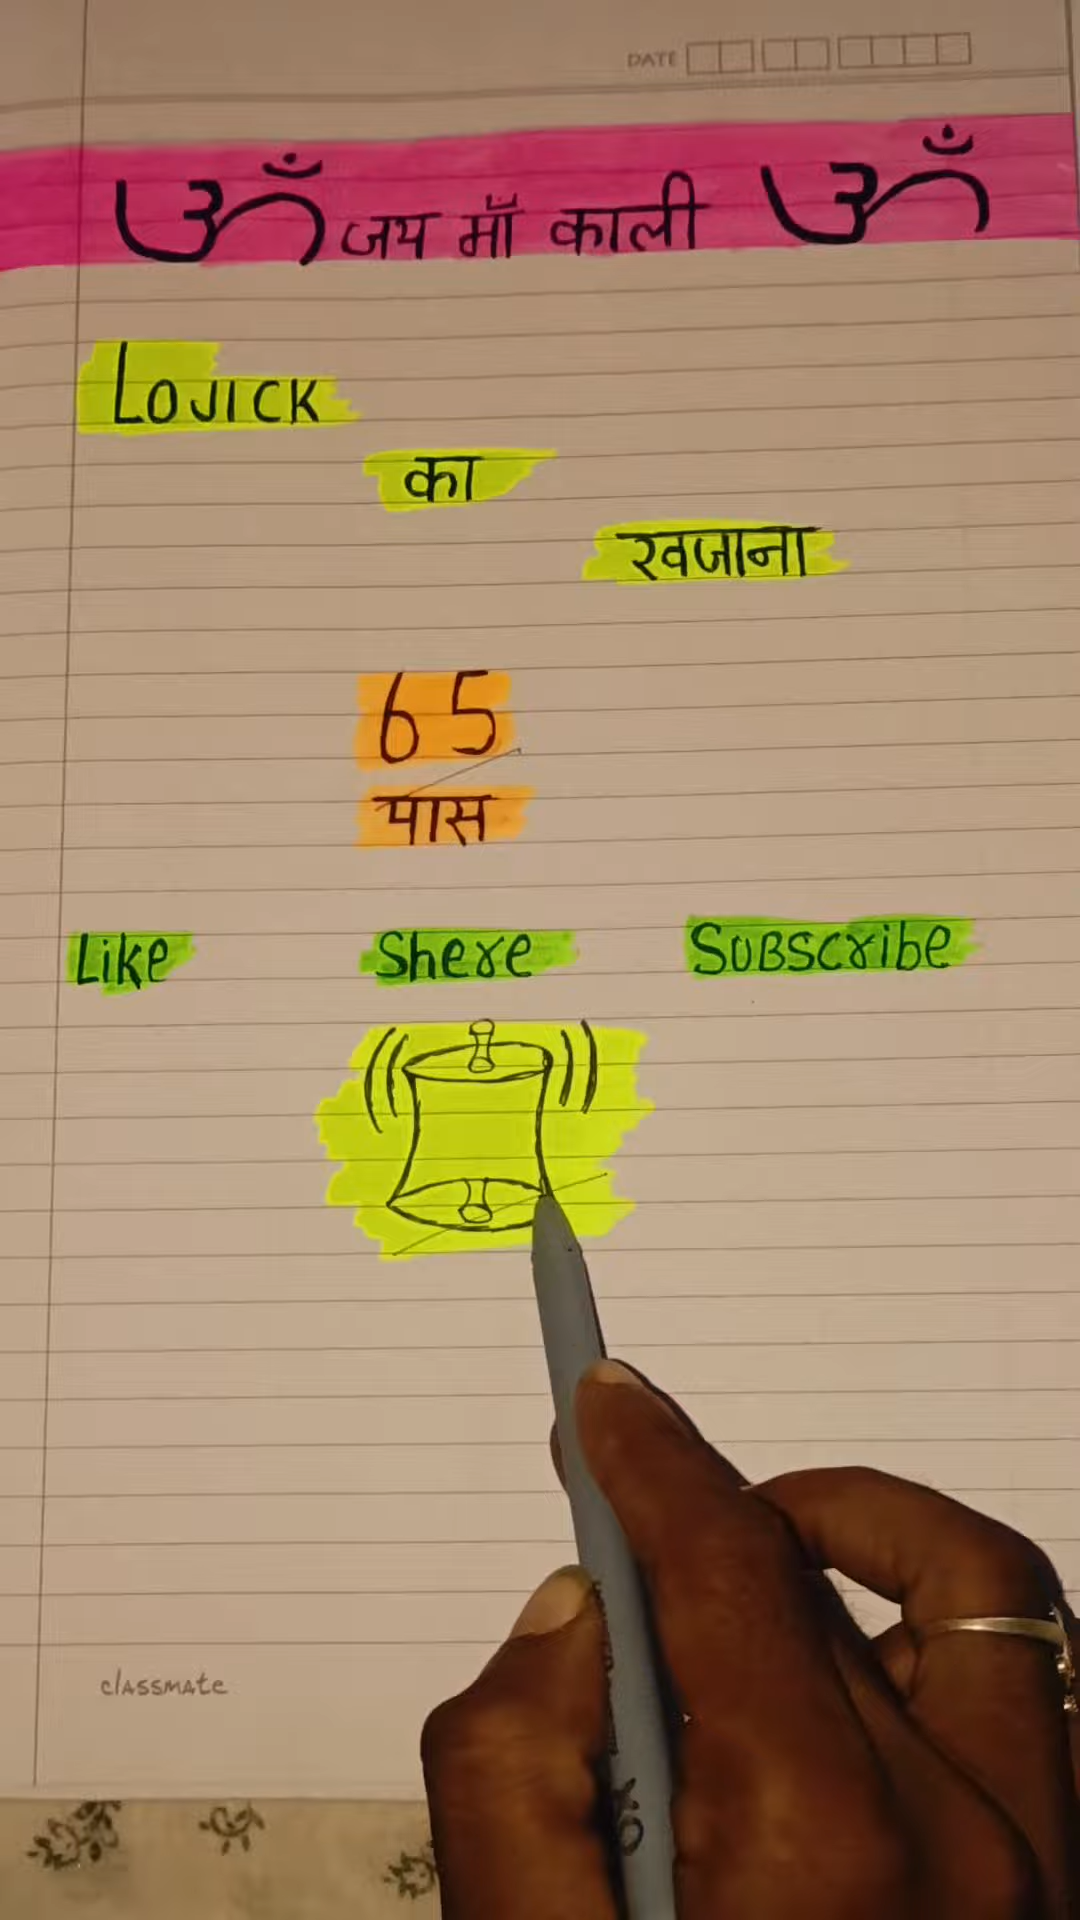 DATE
ॐ जय माँ काली ॐ
LOJICK
का
खजाना
65
पास
Like Shere SUBSCribe
classmate